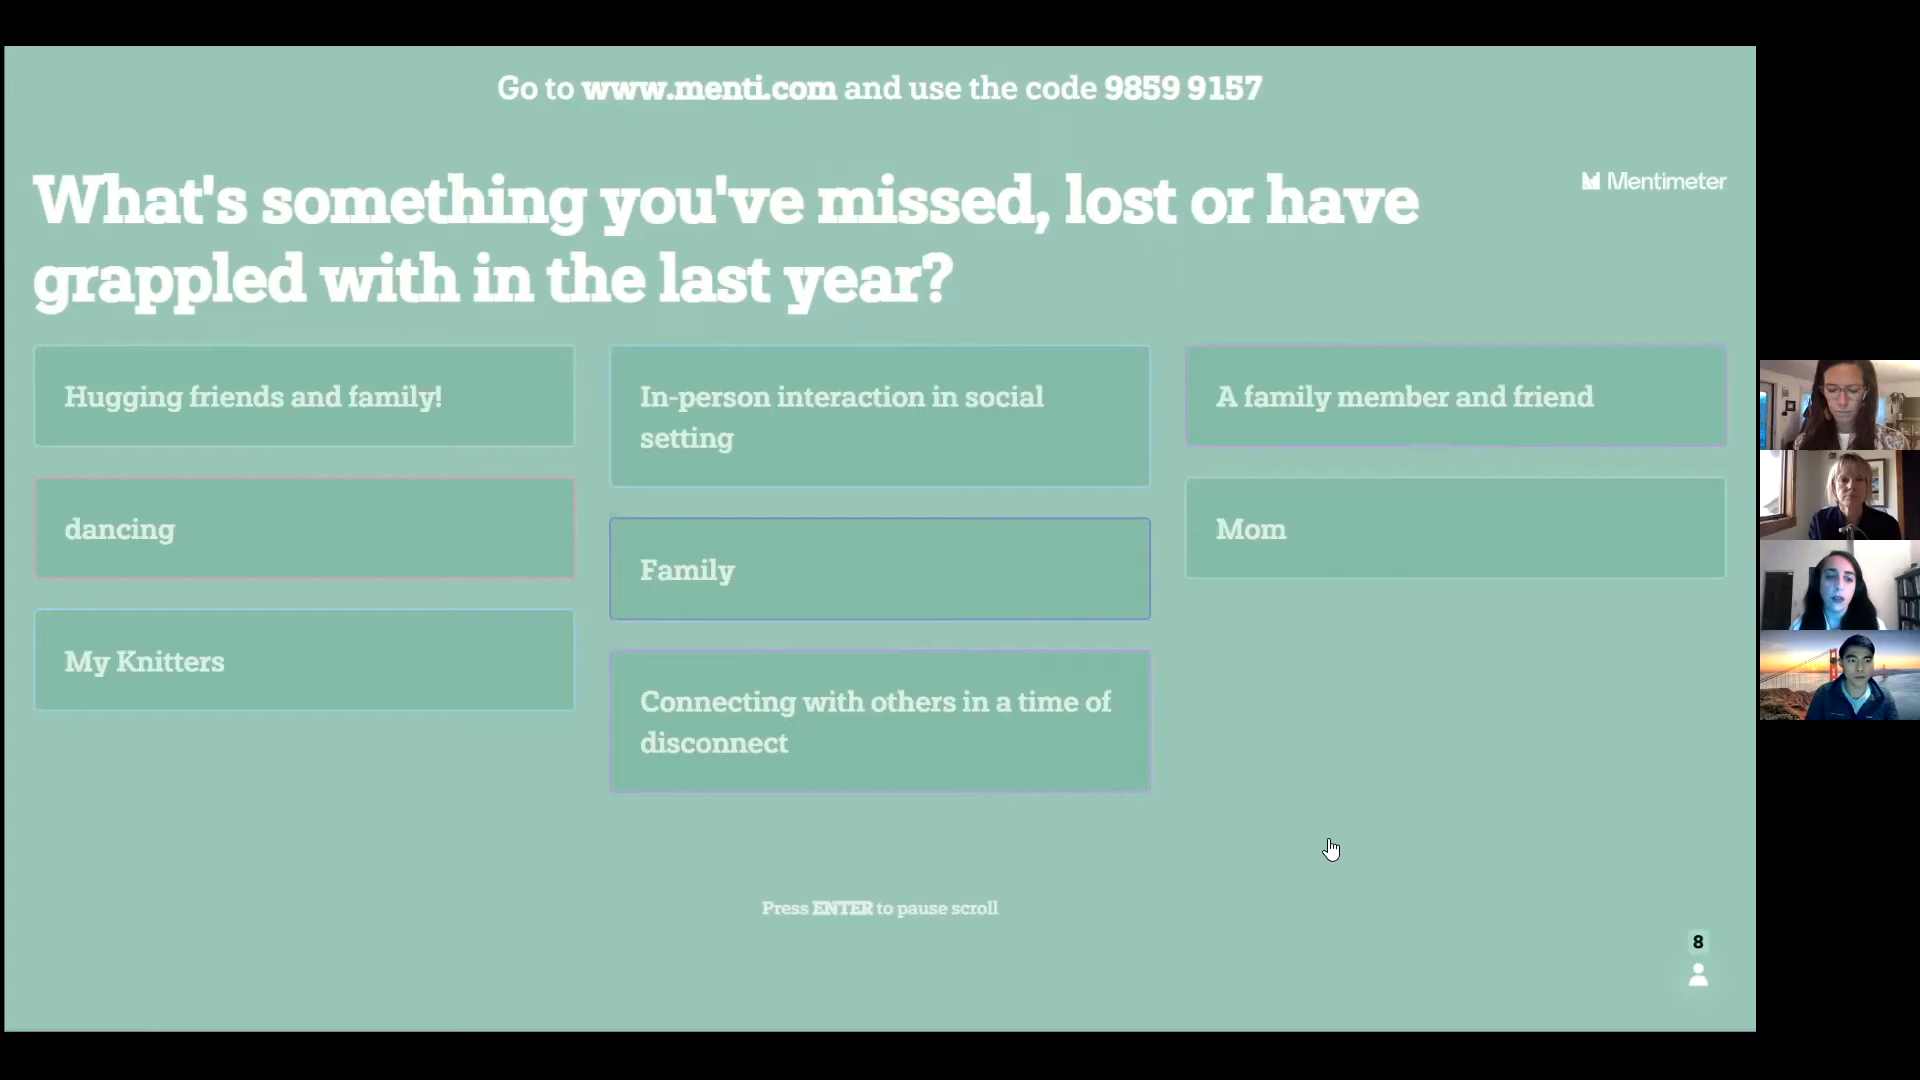 Go to www.menti.com and use the code 9859 9157
What's something you've missed, lost or have
grappled with in the last year?
Mentimeter
Hugging friends and family!
dancing
My Knitters
In-person interaction in social
setting
Family
Connecting with others in a time of
disconnect
A family member and friend
Mom
Press ENTER to pause scroll
8